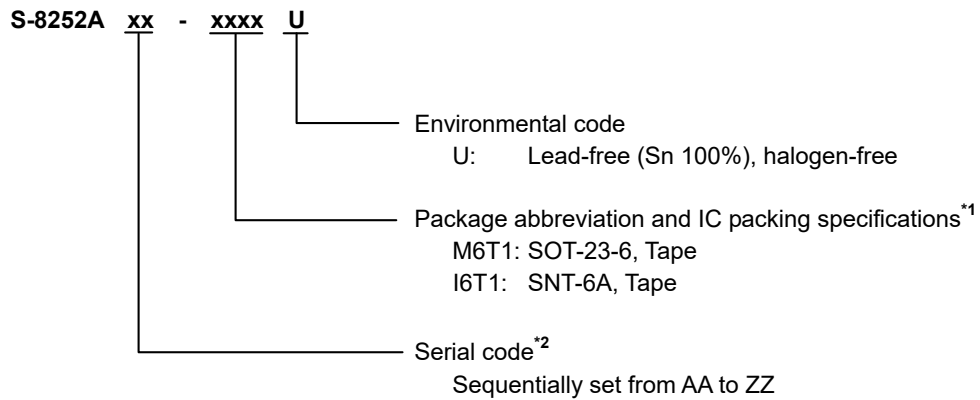 S-8252A xx - xxxx U
Environmental code
U: Lead-free (Sn 100%), halogen-free
Package abbreviation and IC packing specifications*1
M6T1: SOT-23-6, Tape
I6T1: SNT-6A, Tape
Serial code*2
Sequentially set from AA to ZZ